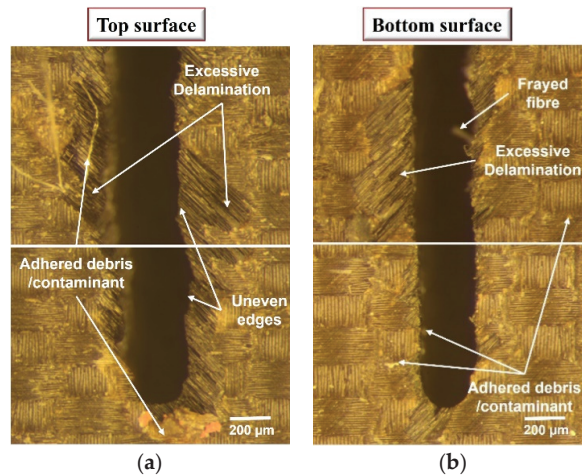 Top surface
Bottom surface
Excessive
Delamination
Adhered debris
/contaminant
Uneven
edges
200 µm
Frayed
fibre
Excessive
Delamination
Adhered debris
/contaminant
200 µm
(a)
(b)